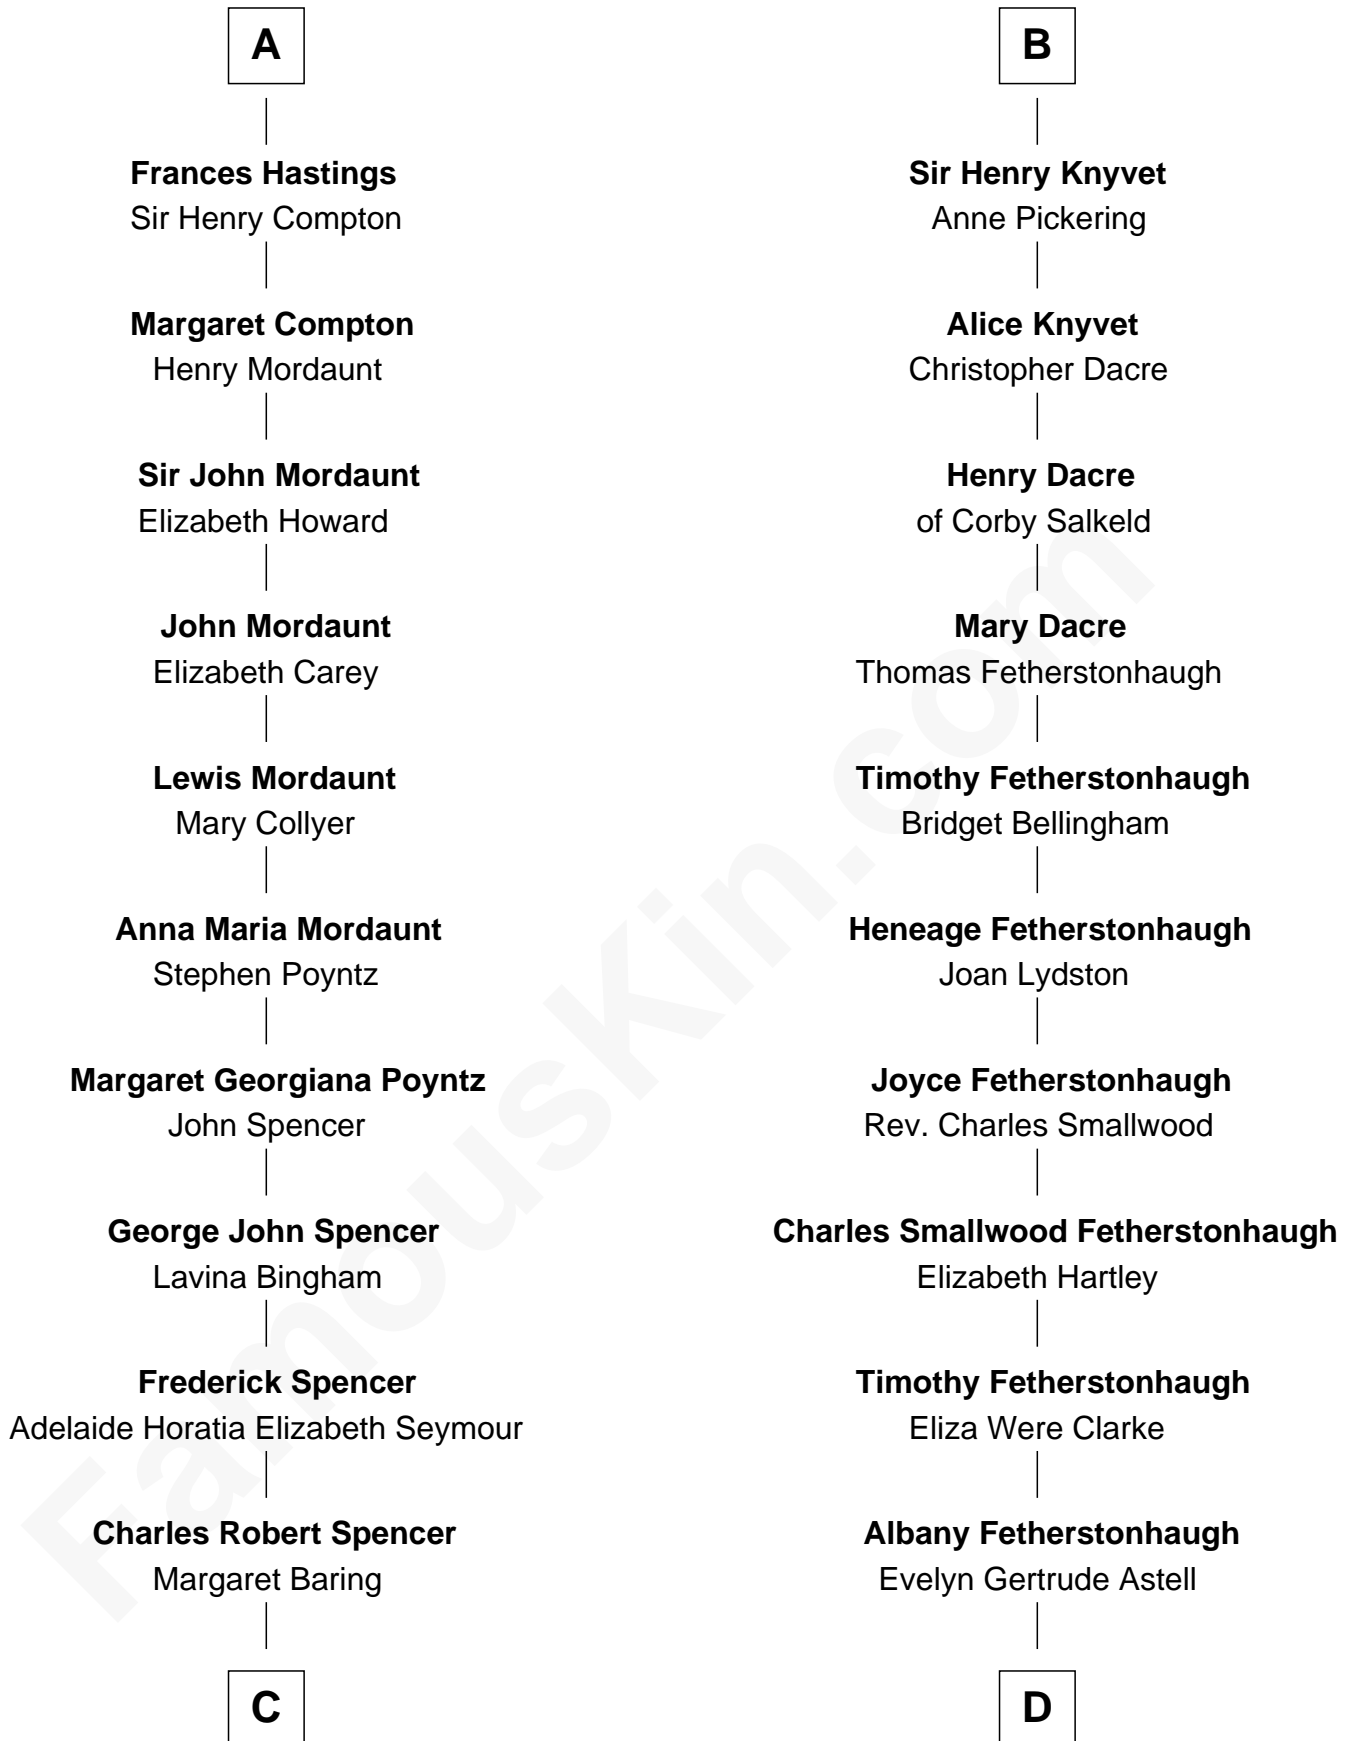 A
Frances Hastings
Sir Henry Compton
Margaret Compton
Henry Mordaunt
Sir John Mordaunt
Elizabeth Howard
John Mordaunt
Elizabeth Carey
Lewis Mordaunt
Mary Collyer
Anna Maria Mordaunt
Stephen Poyntz
Margaret Georgiana Poyntz
John Spencer
George John Spencer
Lavina Bingham
Frederick Spencer
Adelaide Horatia Elizabeth Seymour
Charles Robert Spencer
Margaret Baring
C
B
Sir Henry Knyvet
Anne Pickering
Alice Knyvet
Christopher Dacre
Henry Dacre
of Corby Salkeld
Mary Dacre
Thomas Fetherstonhaugh
Timothy Fetherstonhaugh
Bridget Bellingham
Heneage Fetherstonhaugh
Joan Lydston
Joyce Fetherstonhaugh
Rev. Charles Smallwood
Charles Smallwood Fetherstonhaugh
Elizabeth Hartley
Timothy Fetherstonhaugh
Eliza Were Clarke
Albany Fetherstonhaugh
Evelyn Gertrude Astell
D
FamousKin.com